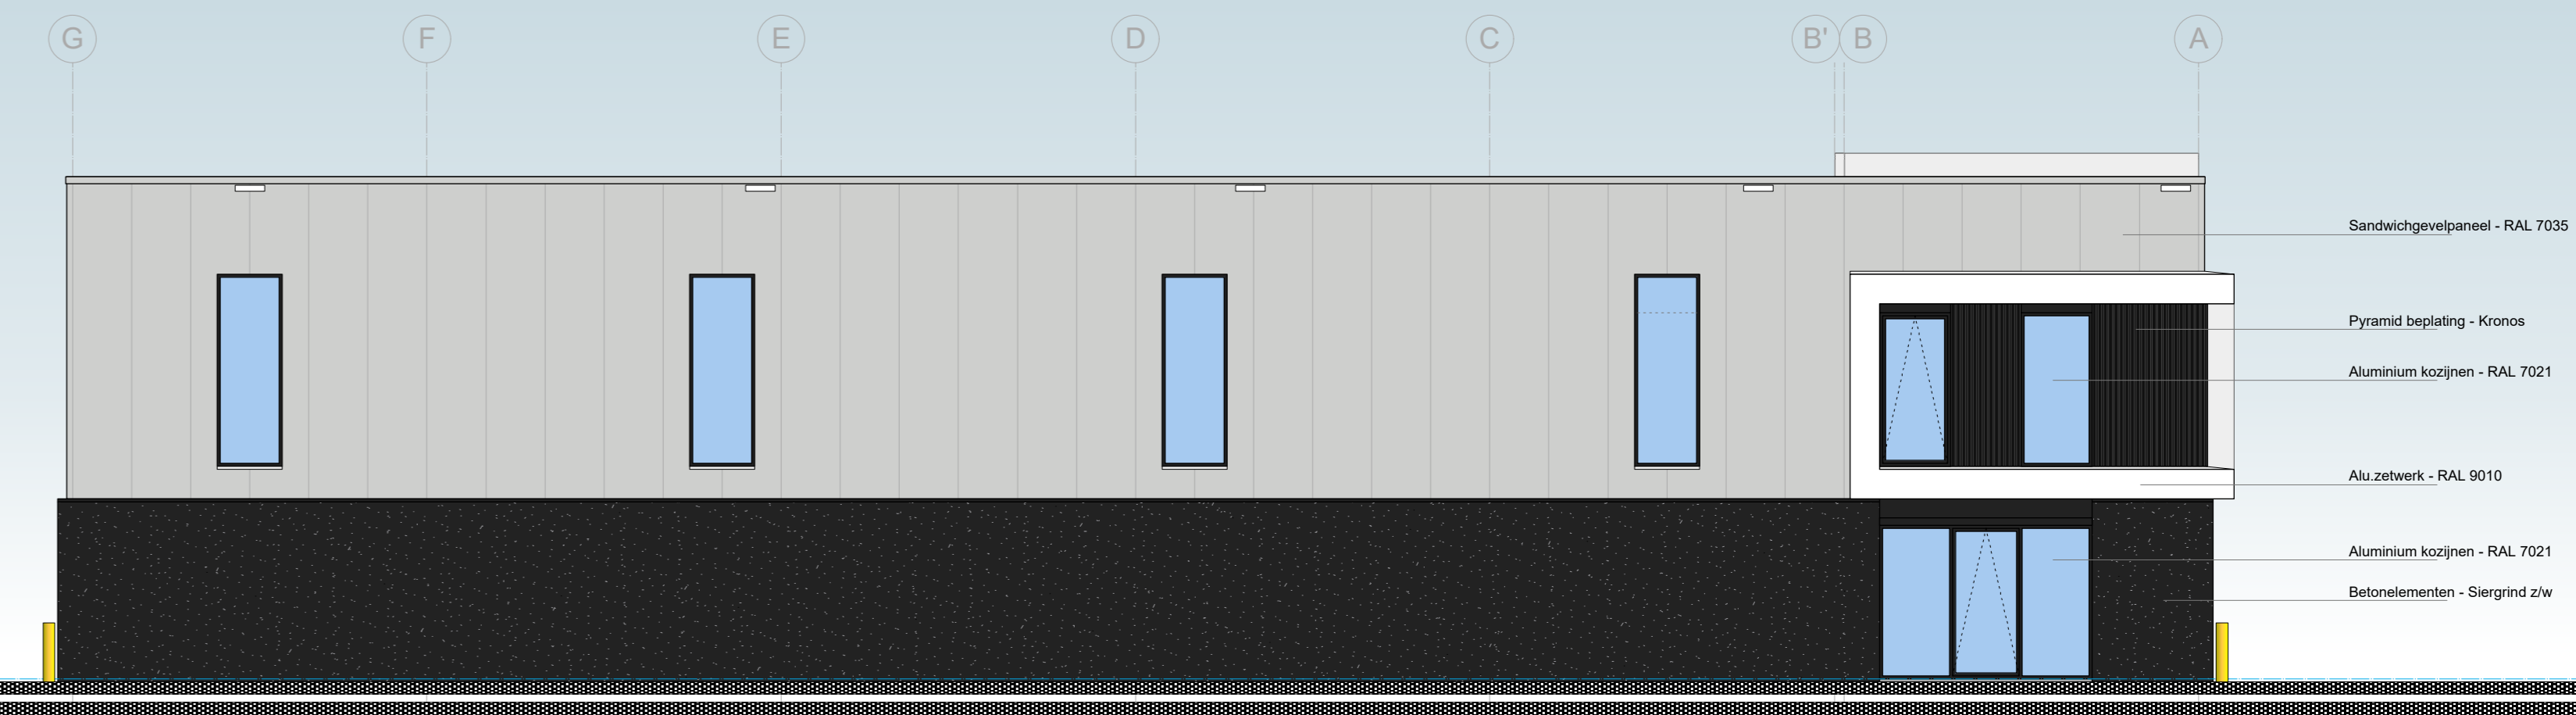 G F E D C B' B A
Sandwichgevelpaneel - RAL 7035
Pyramid beplating - Kronos
Aluminium kozijnen - RAL 7021
Alu.zetwerk - RAL 9010
Aluminium kozijnen - RAL 7021
Betonelementen - Siergrind z/w